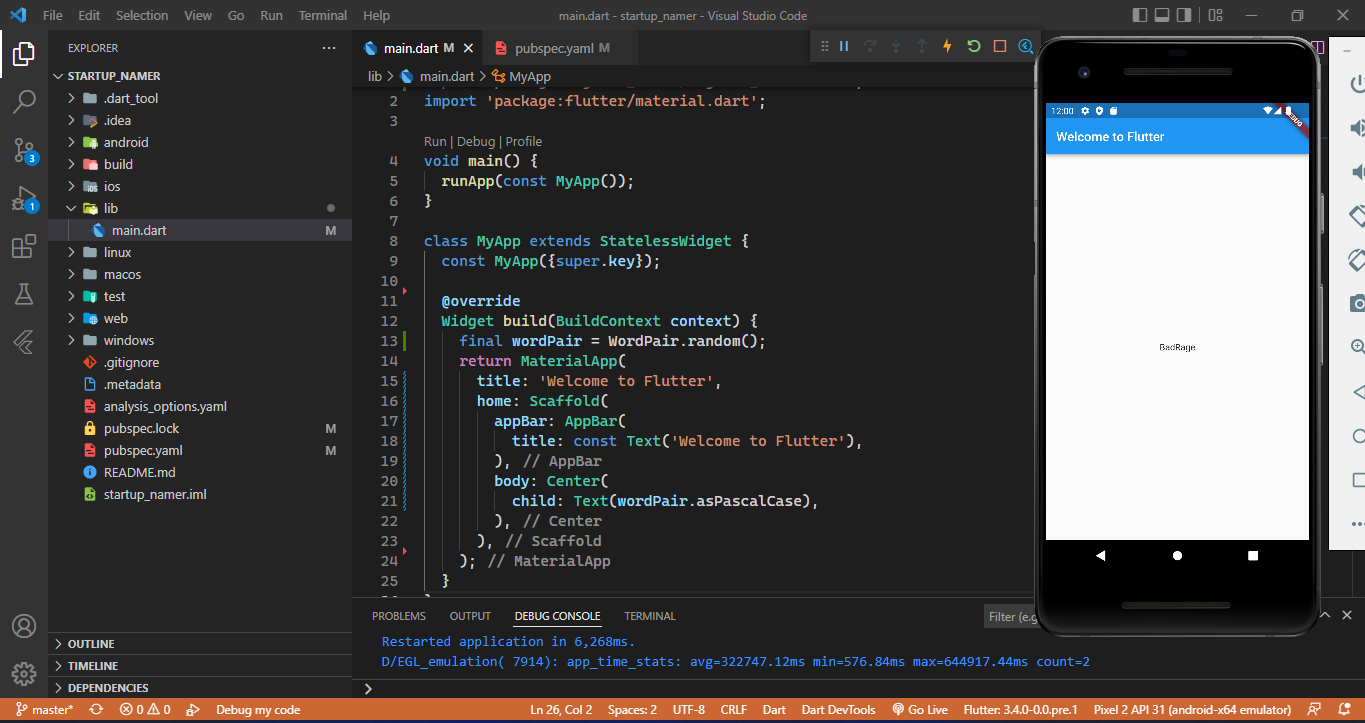 File Edit Selection View Go Run Terminal Help
main.dart - startup_namer - Visual Studio Code
EXPLORER
STARTUP_NAMER
.dart_tool
.idea
android
build
ios
lib
main.dart M
linux
macos
test
web
windows
.gitignore
.metadata
analysis_options.yaml
pubspec.lock M
pubspec.yaml M
README.md
startup_namer.iml
OUTLINE
TIMELINE
DEPENDENCIES
3
1
main.dart M
pubspec.yaml M
lib > main.dart > MyApp
2 import 'package:flutter/material.dart';
3
Run | Debug | Profile
4 void main() {
5 runApp(const MyApp());
6 }
7
8 class MyApp extends StatelessWidget {
9 const MyApp({super.key});
10
11 @override
12 Widget build(BuildContext context) {
13 final wordPair = WordPair.random();
14 return MaterialApp(
15 title: 'Welcome to Flutter',
16 home: Scaffold(
17 appBar: AppBar(
18 title: const Text('Welcome to Flutter'),
19 ), // AppBar
20 body: Center(
21 child: Text(wordPair.asPascalCase),
22 ), // Center
23 ), // Scaffold
24 ); // MaterialApp
25 }
PROBLEMS OUTPUT DEBUG CONSOLE TERMINAL
Filter (e.g
Restarted application in 6,268ms.
D/EGL_emulation( 7914): app_time_stats: avg=322747.12ms min=576.84ms max=644917.44ms count=2
12:00
DEBUG
Welcome to Flutter
BadRage
master* 0 0 Debug my code Ln 26, Col 2 Spaces: 2 UTF-8 CRLF Dart Dart DevTools Go Live Flutter: 3.4.0-0.0.pre.1 Pixel 2 API 31 (android-x64 emulator)